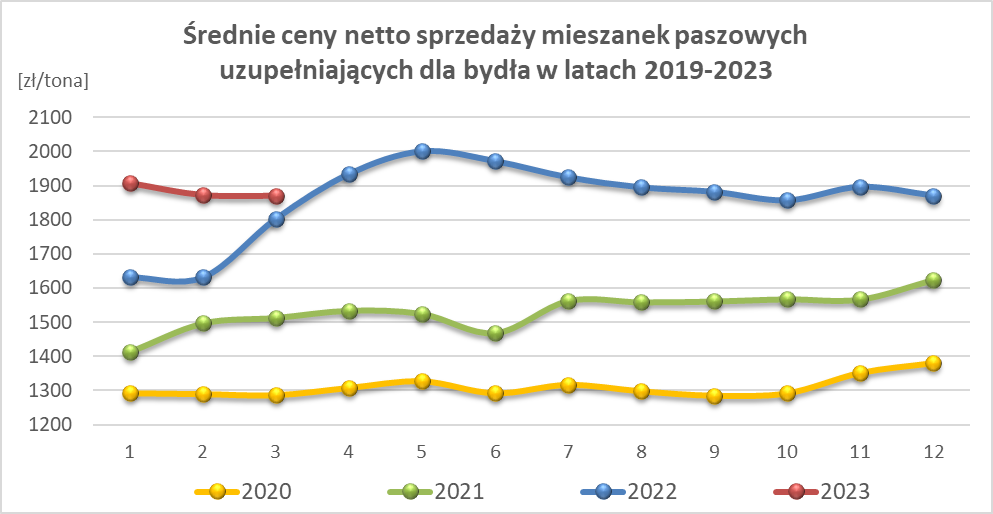 Średnie ceny netto sprzedaży mieszanek paszowych
uzupełniających dla bydła w latach 2019-2023
[zł/tona]
2100
2000
1900
1800
1700
1600
1500
1400
1300
1200
1 2 3 4 5 6 7 8 9 10 11 12
2020 2021 2022 2023